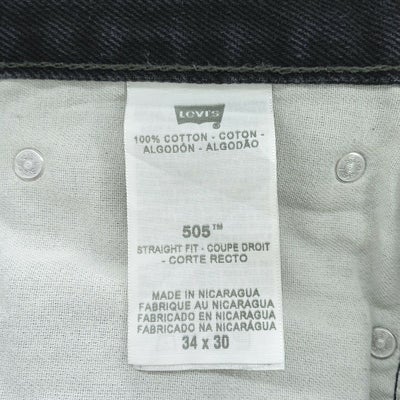 Levi's
100% COTTON - COTON -
ALGODÓN - ALGODÃO
505™
STRAIGHT FIT - COUPE DROIT
- CORTE RECTO
MADE IN NICARAGUA
FABRIQUE AU NICARAGUA
FABRICADO EN NICARAGUA
FABRICADO NA NICARÁGUA
34 x 30